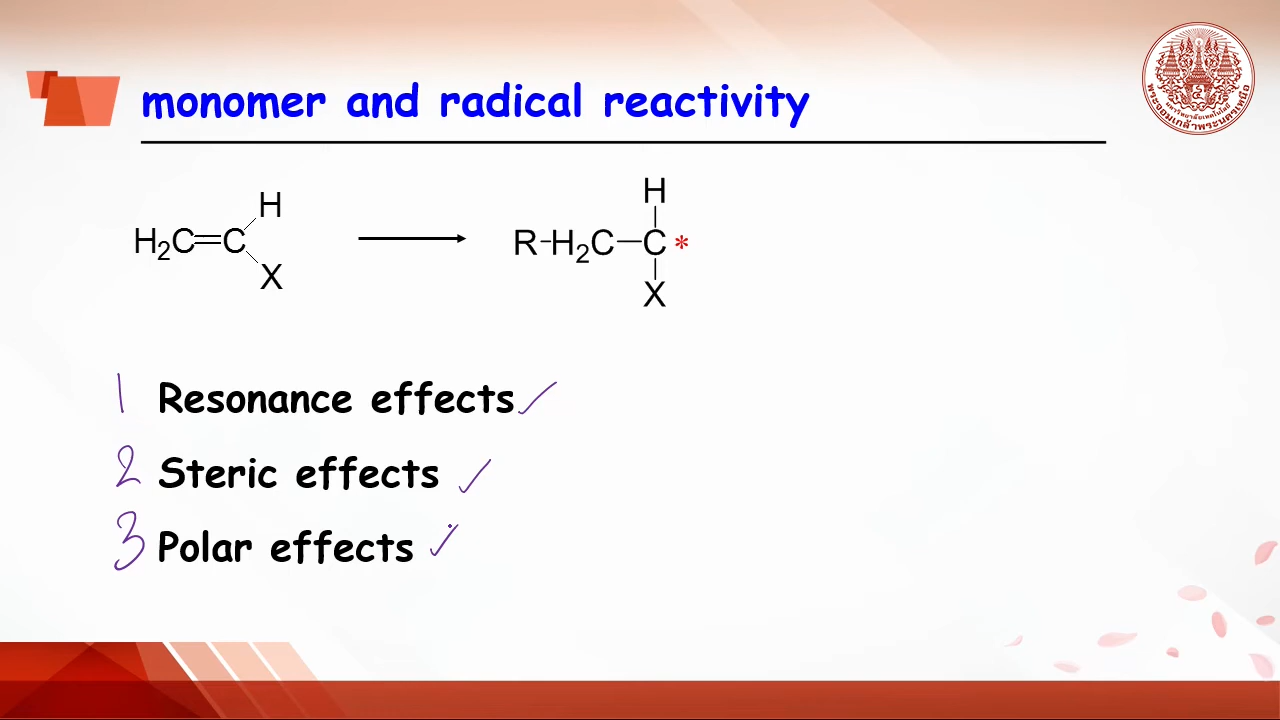 monomer and radical reactivity
H
H₂C=C
X
H
R-H₂C—C*
X
1 Resonance effects ✓
2 Steric effects ✓
3 Polar effects ✓